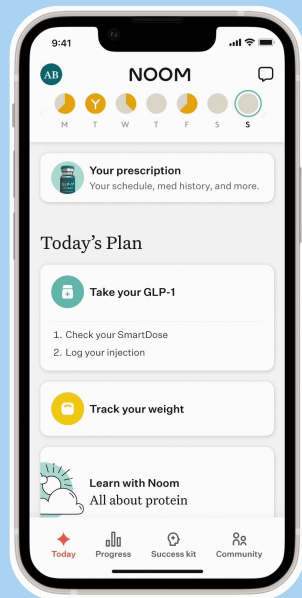 9:41
AB
NOOM
Y
M T W T F S S
GLP-1
Your prescription
Your schedule, med history, and more.
Today's Plan
Take your GLP-1
1. Check your SmartDose
2. Log your injection
Track your weight
Learn with Noom
All about protein
Today Progress Success kit Community